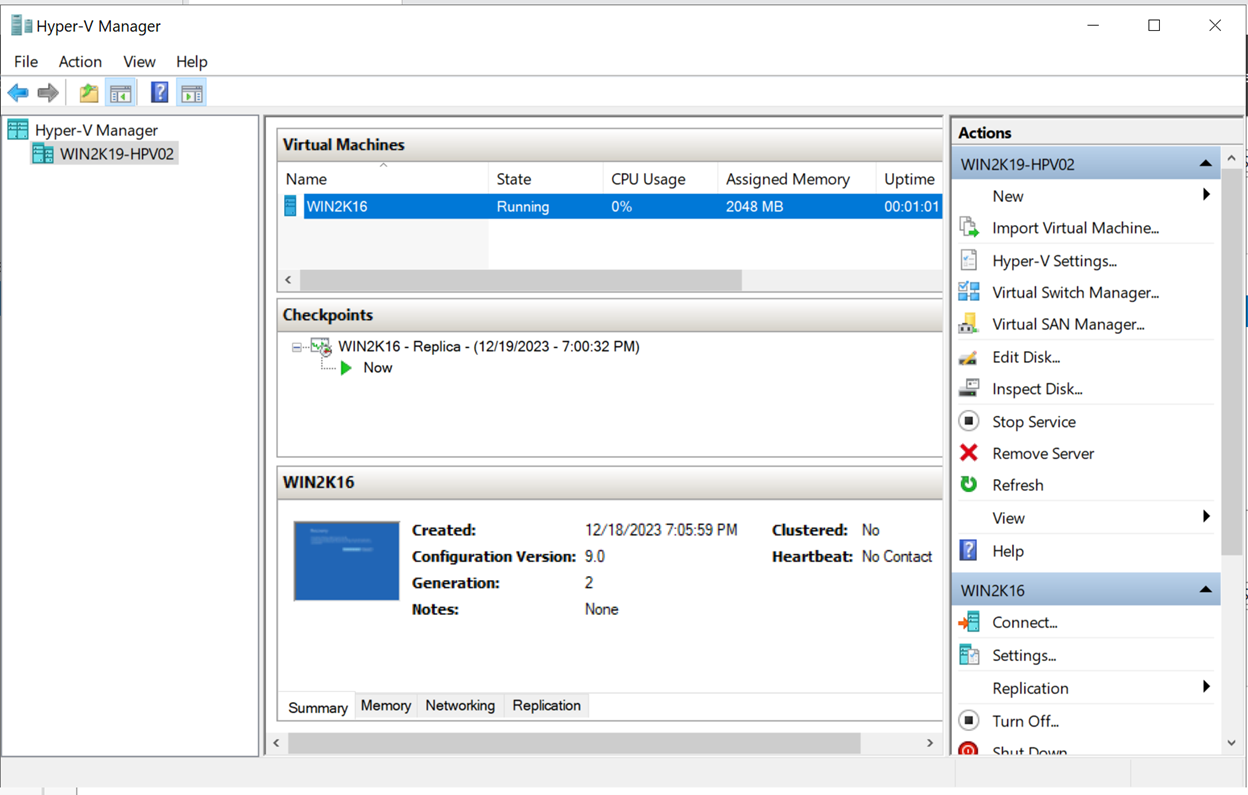 Hyper-V Manager
File Action View Help
Hyper-V Manager
WIN2K19-HPV02
Virtual Machines
Name State CPU Usage Assigned Memory Uptime
WIN2K16 Running 0% 2048 MB 00:01:01
Checkpoints
WIN2K16 - Replica - (12/19/2023 - 7:00:32 PM)
Now
WIN2K16
Created: 12/18/2023 7:05:59 PM Clustered: No
Configuration Version: 9.0 Heartbeat: No Contact
Generation: 2
Notes: None
Summary Memory Networking Replication
Actions
WIN2K19-HPV02
New
Import Virtual Machine...
Hyper-V Settings...
Virtual Switch Manager...
Virtual SAN Manager...
Edit Disk...
Inspect Disk...
Stop Service
Remove Server
Refresh
View
Help
WIN2K16
Connect...
Settings...
Replication
Turn Off...
Shut Down